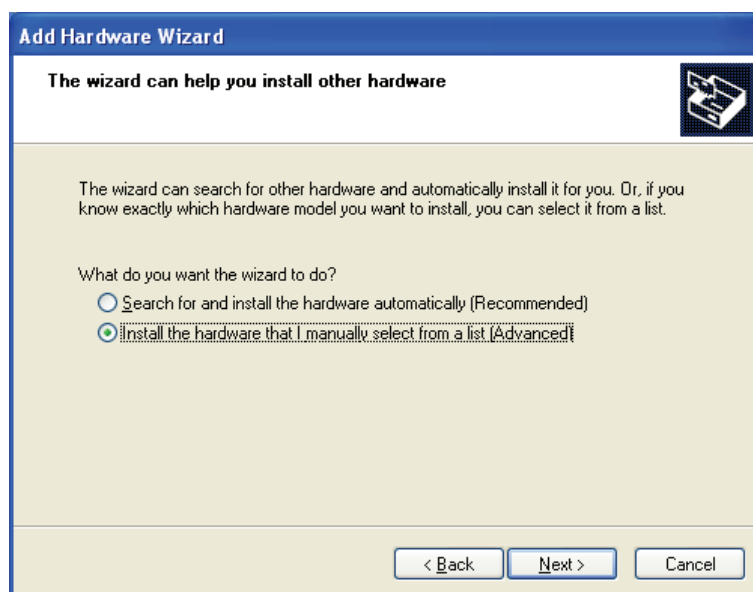 Add Hardware Wizard
The wizard can help you install other hardware
The wizard can search for other hardware and automatically install it for you. Or, if you
know exactly which hardware model you want to install, you can select it from a list.
What do you want the wizard to do?
Search for and install the hardware automatically (Recommended)
Install the hardware that I manually select from a list (Advanced)
< Back Next > Cancel